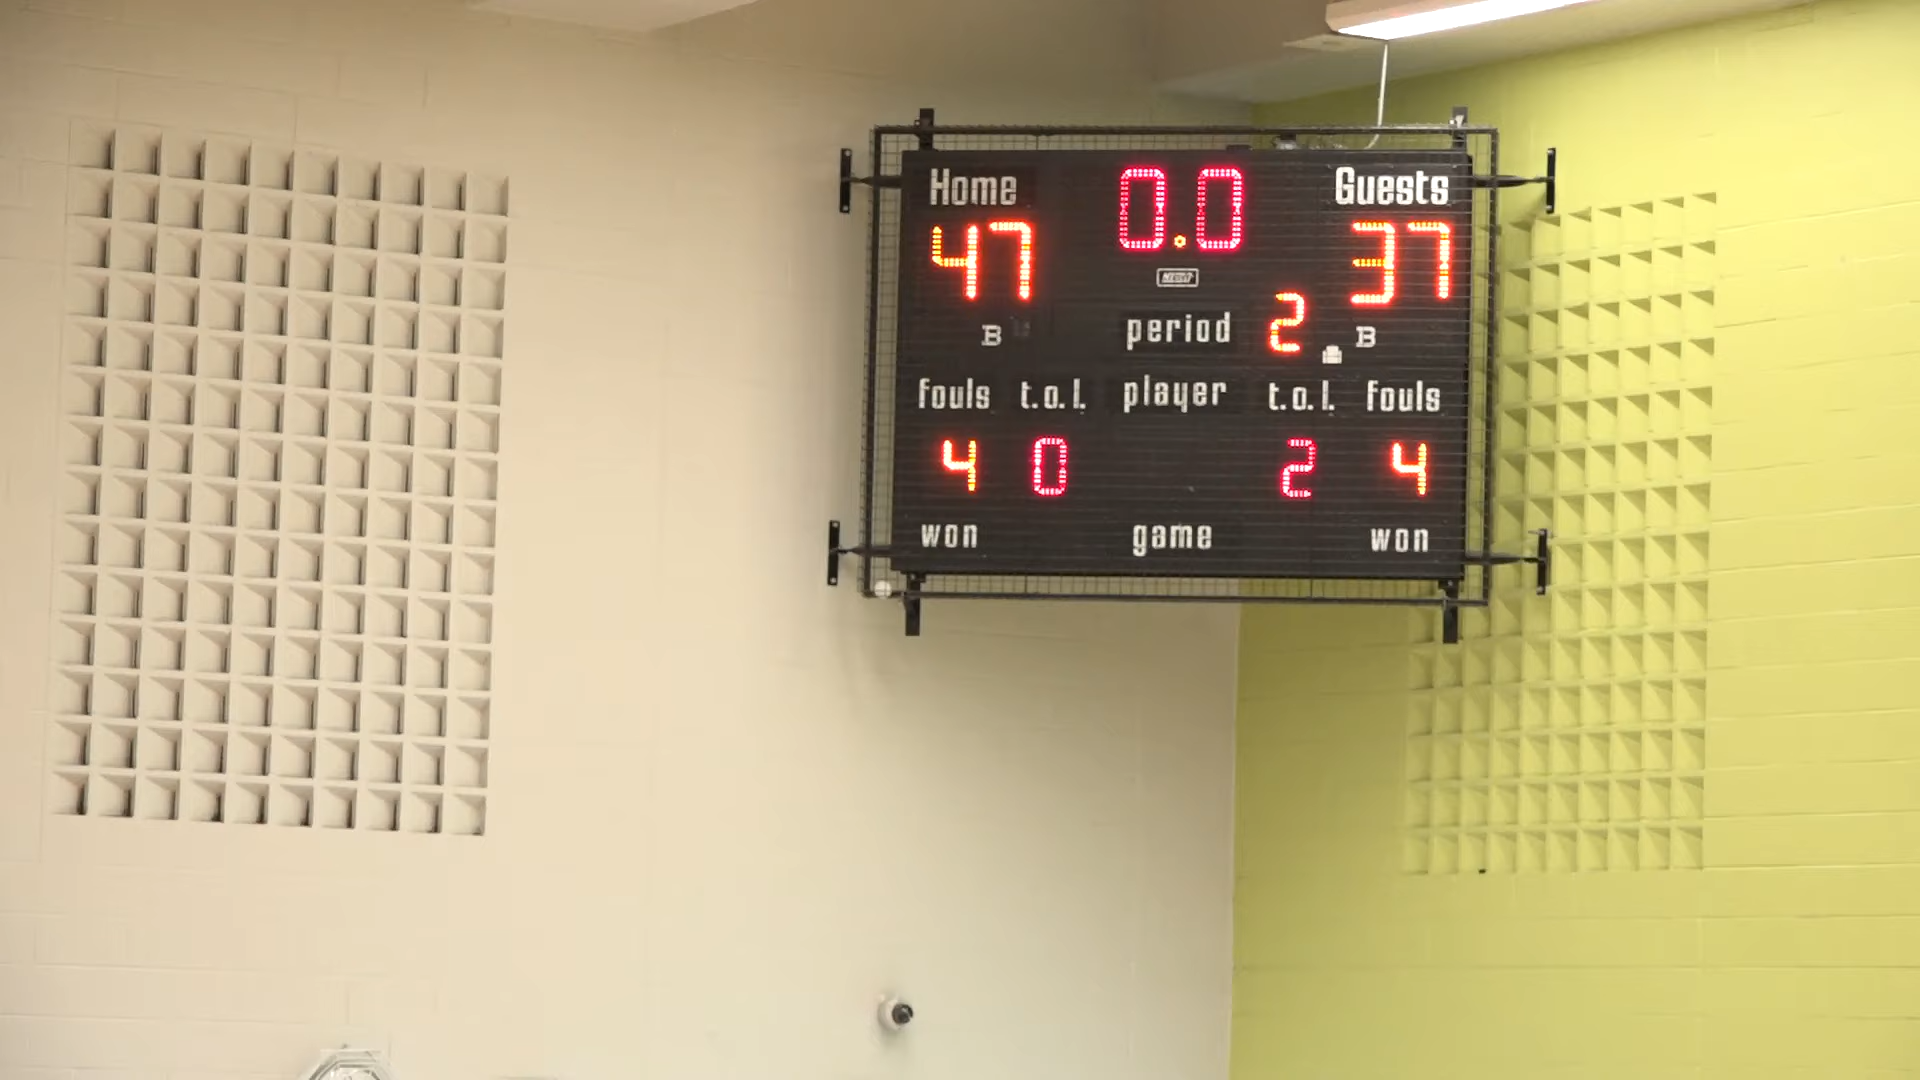 Home 0.0 Guests
47 37
period 2
B B
fouls t.o.l. player t.o.l. fouls
4 0 2 4
won game won